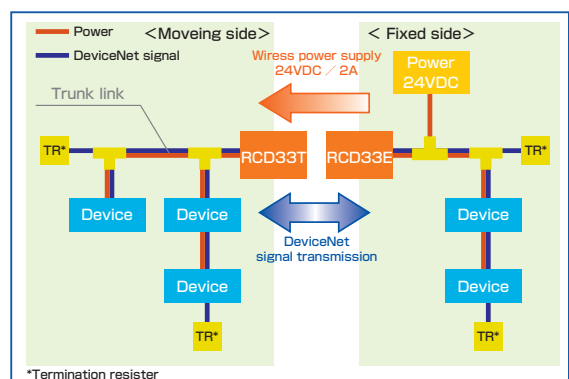 Power
DeviceNet signal
<Moveing side>
< Fixed side>
Wiress power supply
24VDC ／ 2A
Power
24VDC
Trunk link
TR*
RCD33T
RCD33E
TR*
Device
Device
Device
DeviceNet
signal transmission
Device
Device
TR*
TR*
*Termination resister